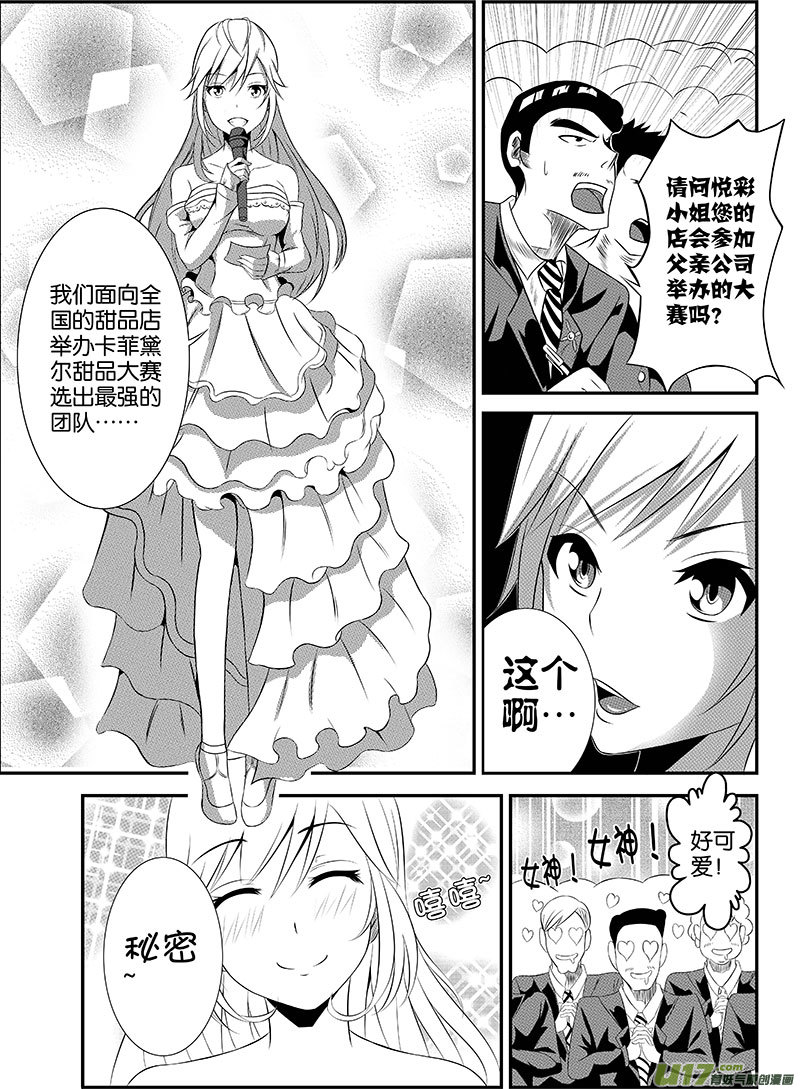 我们面向全
国的甜品店
举办卡菲黛
尔甜品大赛
选出最强的
团队……
请问悦彩
小姐您的
店会参加
父亲公司
举办的大
赛吗？
这个
啊…
秘密
~
嘻嘻~
女神！
女神！
好可
爱！
U17
有妖气原创漫画